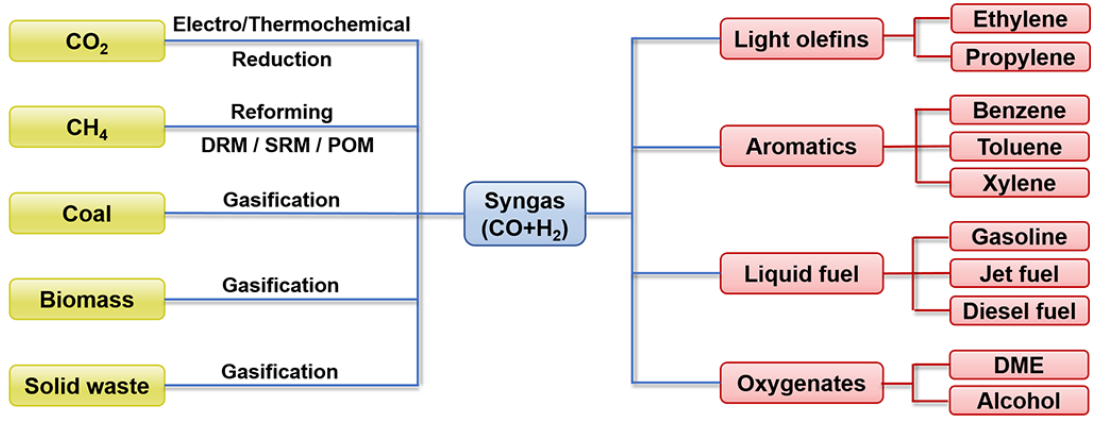 CO₂
Electro/Thermochemical
Reduction
CH₄
Reforming
DRM / SRM / POM
Coal
Gasification
Biomass
Gasification
Solid waste
Gasification
Syngas
(CO+H₂)
Light olefins
Ethylene
Propylene
Aromatics
Benzene
Toluene
Xylene
Liquid fuel
Gasoline
Jet fuel
Diesel fuel
Oxygenates
DME
Alcohol